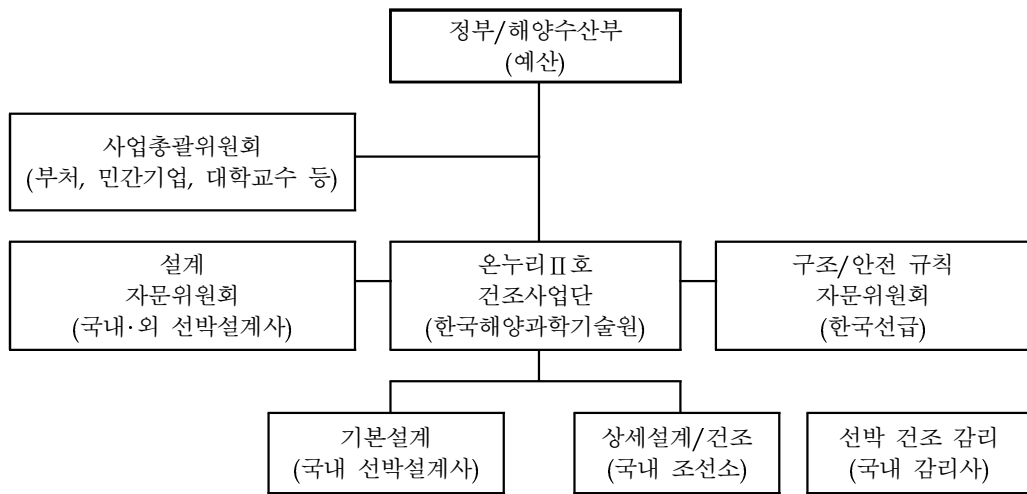 정부/해양수산부
(예산)
사업총괄위원회
(부처, 민간기업, 대학교수 등)
설계
자문위원회
(국내·외 선박설계사)
온누리Ⅱ호
건조사업단
(한국해양과학기술원)
구조/안전 규칙
자문위원회
(한국선급)
기본설계
(국내 선박설계사)
상세설계/건조
(국내 조선소)
선박 건조 감리
(국내 감리사)